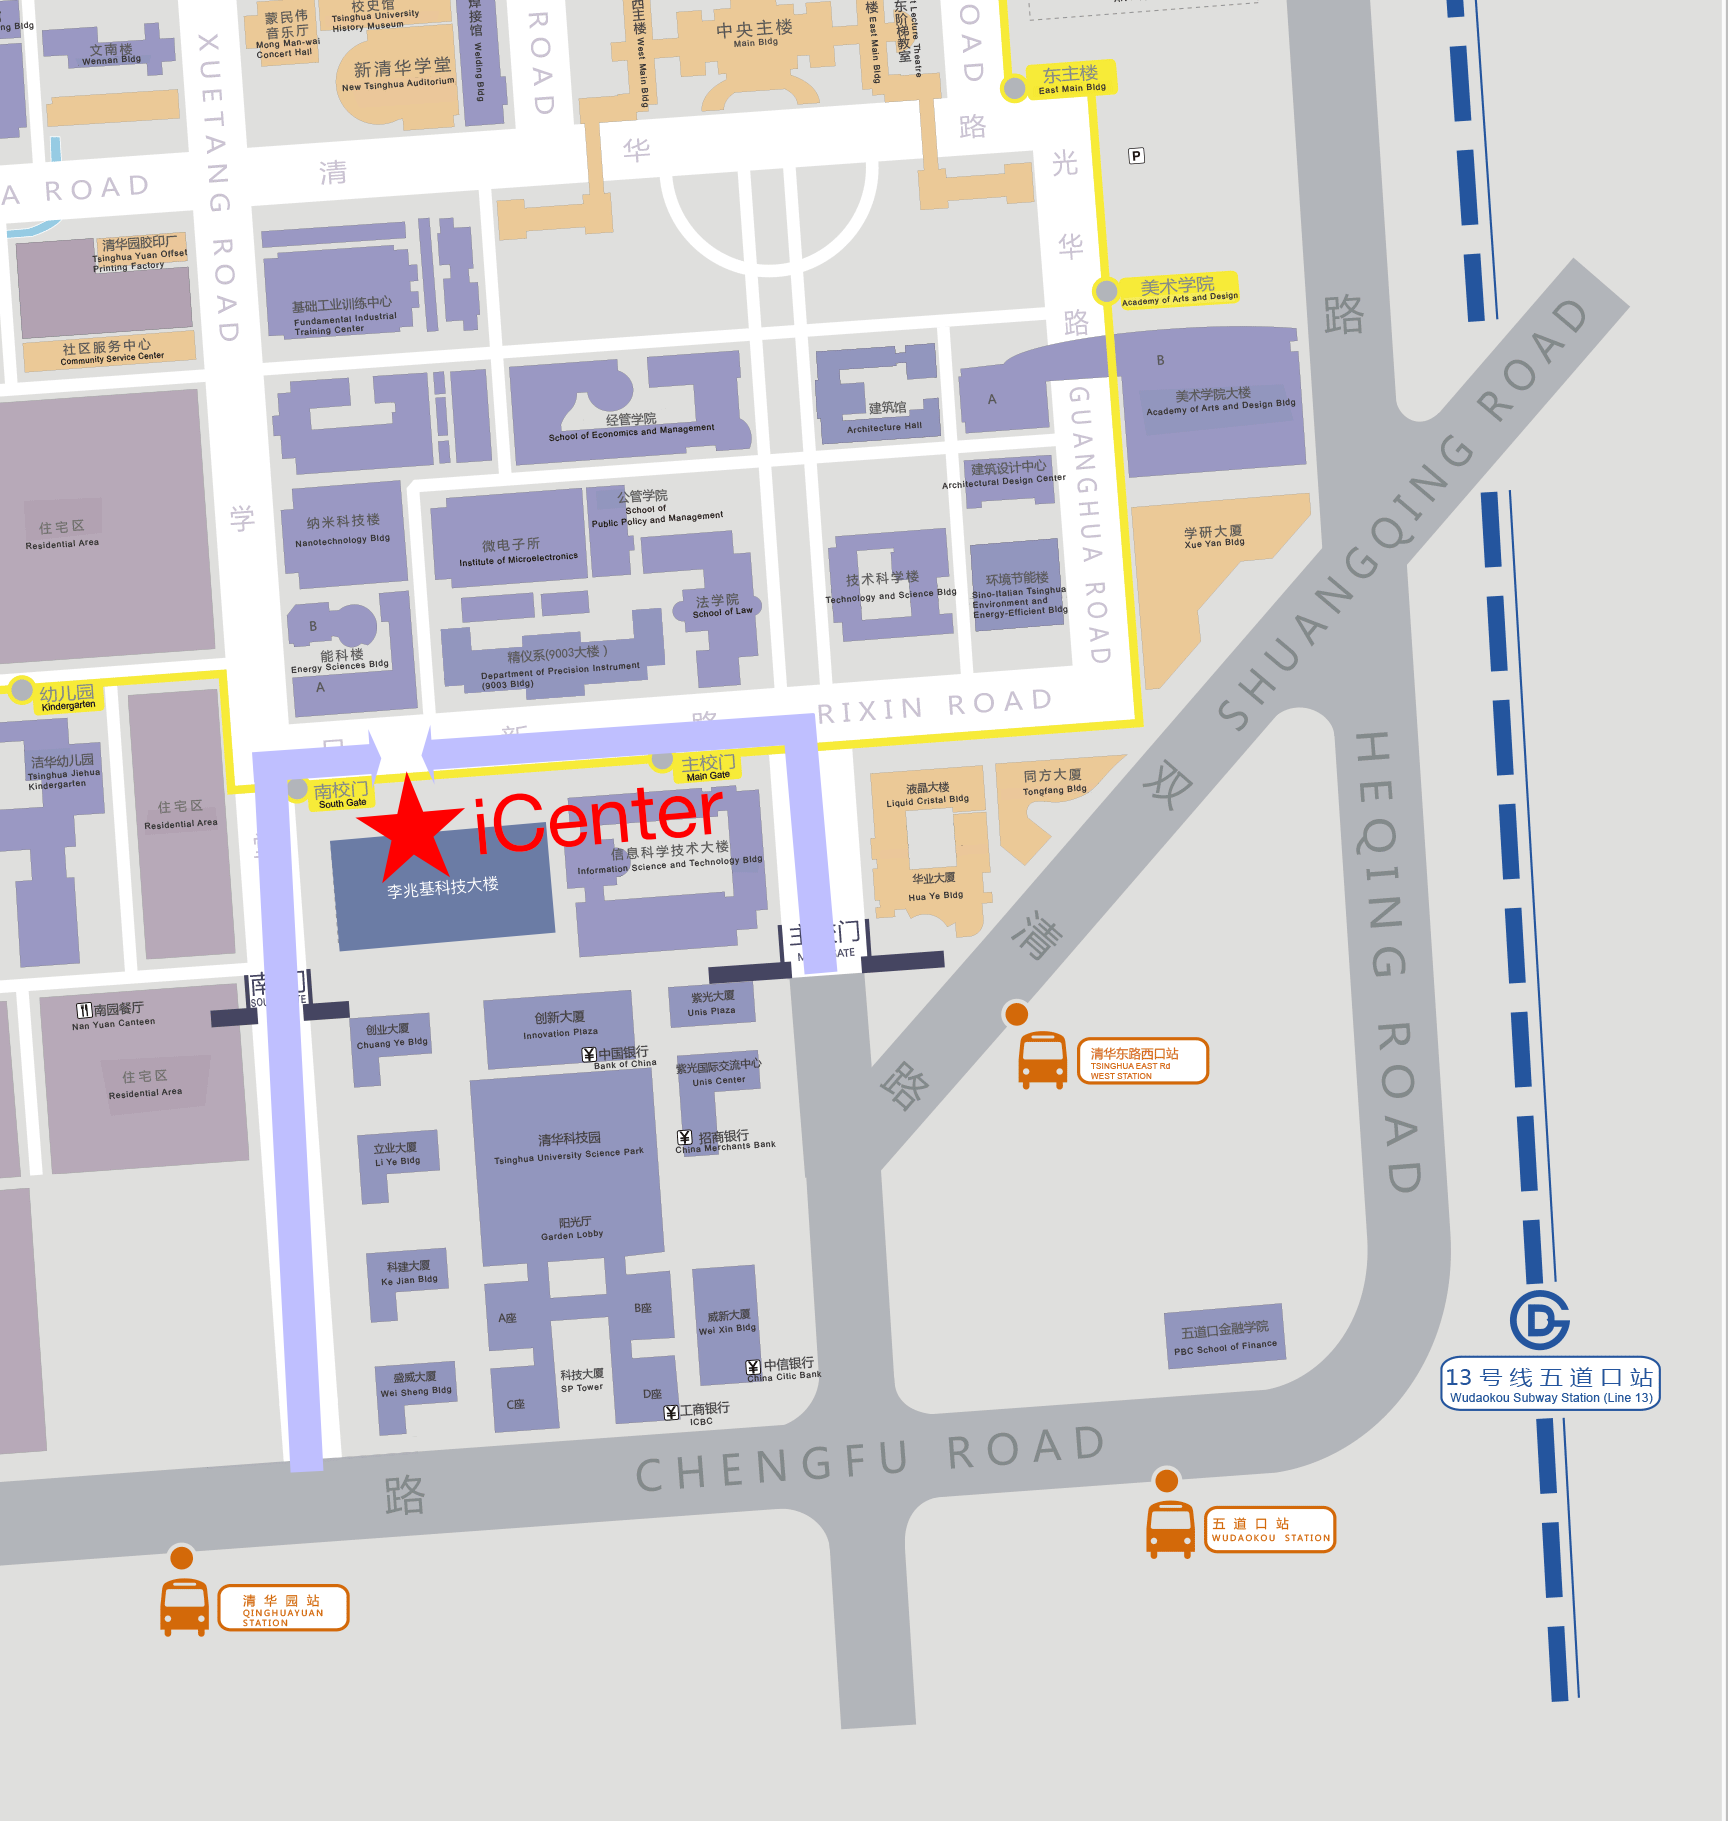 文南楼
Wennan Bldg
蒙民伟
音乐厅
Mong Man-wai
Concert Hall
校史馆
Tsinghua University
History Museum
新清华学堂
New Tsinghua Auditorium
焊接馆
Welding Bldg
ROAD
西主楼
West Main Bldg
中央主楼
Main Bldg
楼
East Main Bldg
东阶梯教室
t Lecture Theatre
OAD
路
东主楼
East Main Bldg
P
XUETANG ROAD
A ROAD
清
华
光
华
路
GUANGHUA ROAD
清华园胶印厂
Tsinghua Yuan Offset
Printing Factory
社区服务中心
Community Service Center
基础工业训练中心
Fundamental Industrial
Training Center
美术学院
Academy of Arts and Design
路
经管学院
School of Economics and Management
建筑馆
Architecture Hall
A
B
美术学院大楼
Academy of Arts and Design Bldg
建筑设计中心
Architectural Design Center
住宅区
Residential Area
学
纳米科技楼
Nanotechnology Bldg
微电子所
Institute of Microelectronics
公管学院
School of
Public Policy and Management
学研大厦
Xue Yan Bldg
技术科学楼
Technology and Science Bldg
环境节能楼
Sino-Italian Tsinghua
Environment and
Energy-Efficient Bldg
法学院
School of Law
B
能科楼
Energy Sciences Bldg
A
精仪系(9003大楼 )
Department of Precision Instrument
(9003 Bldg)
SHUANGQING ROAD
幼儿园
Kindergarten
RIXIN ROAD
洁华幼儿园
Tsinghua Jiehua
Kindergarten
住宅区
Residential Area
南校门
South Gate
主校门
Main Gate
iCenter
李兆基科技大楼
信息科学技术大楼
Information Science and Technology Bldg
液晶大楼
Liquid Cristal Bldg
同方大厦
Tongfang Bldg
华业大厦
Hua Ye Bldg
双
清
路
HEQING ROAD
南园餐厅
Nan Yuan Canteen
住宅区
Residential Area
创业大厦
Chuang Ye Bldg
创新大厦
Innovation Plaza
紫光大厦
Unis Plaza
中国银行
Bank of China
紫光国际交流中心
Unis Center
清华东路西口站
TSINGHUA EAST Rd
WEST STATION
立业大厦
Li Ye Bldg
清华科技园
Tsinghua University Science Park
招商银行
China Merchants Bank
阳光厅
Garden Lobby
科建大厦
Ke Jian Bldg
A座
B座
威新大厦
Wei Xin Bldg
五道口金融学院
PBC School of Finance
13号线五道口站
Wudaokou Subway Station (Line 13)
盛威大厦
Wei Sheng Bldg
科技大厦
SP Tower
中信银行
China Citic Bank
C座
D座
工商银行
ICBC
路
CHENGFU ROAD
五道口站
WUDAOKOU STATION
清华园站
QINGHUAYUAN
STATION